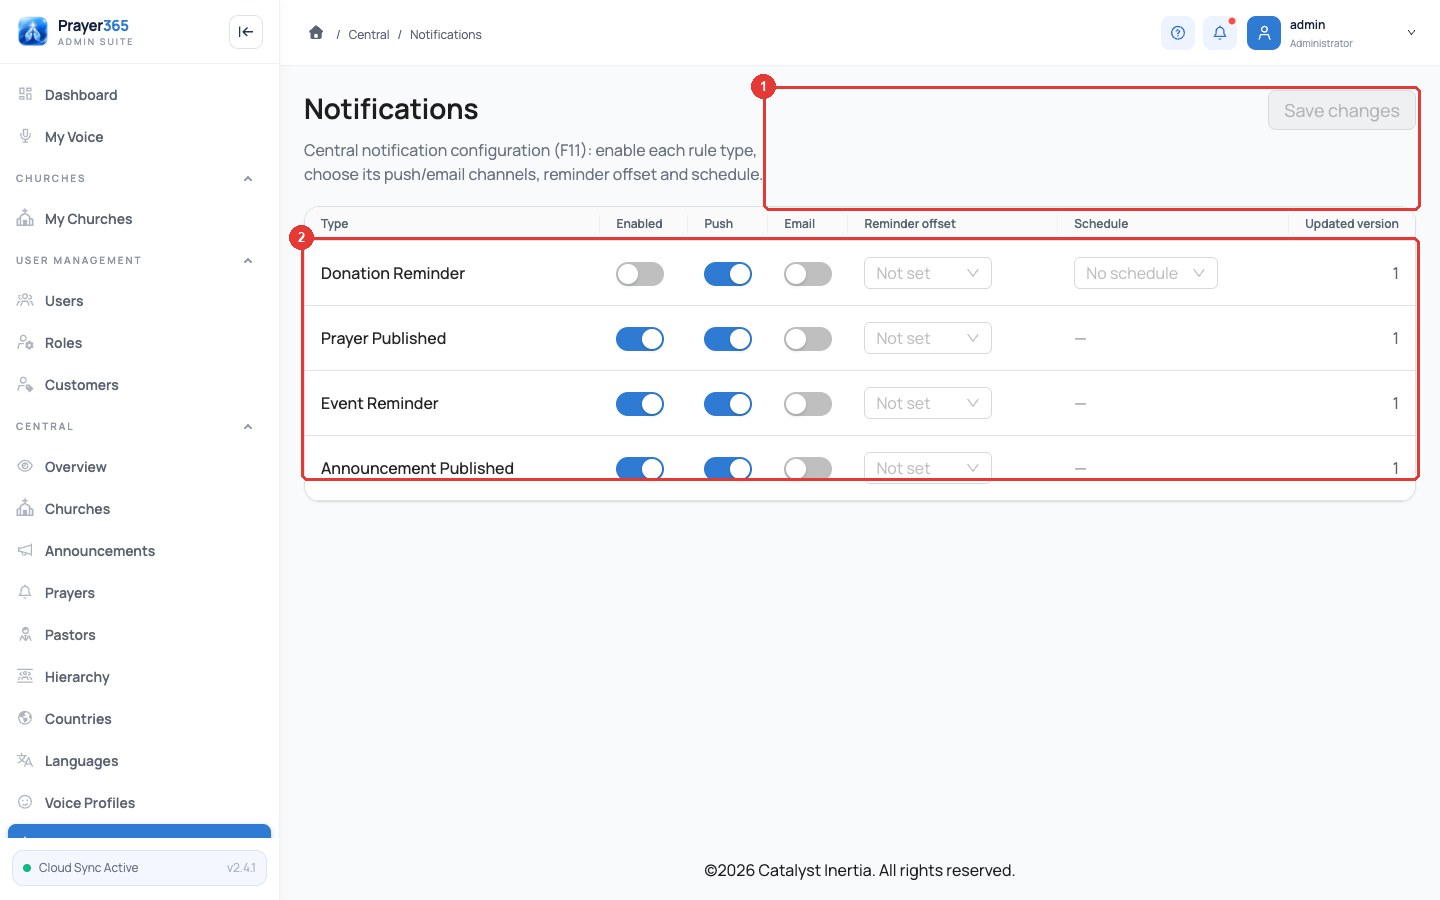 Prayer365
ADMIN SUITE
/ Central / Notifications
admin
Administrator
Dashboard
My Voice
CHURCHES
My Churches
USER MANAGEMENT
Users
Roles
Customers
CENTRAL
Overview
Churches
Announcements
Prayers
Pastors
Hierarchy
Countries
Languages
Voice Profiles
Cloud Sync Active v2.4.1
1
Notifications
Save changes
Central notification configuration (F11): enable each rule type,
choose its push/email channels, reminder offset and schedule.
Type Enabled Push Email Reminder offset Schedule Updated version
2
Donation Reminder Not set No schedule 1
Prayer Published Not set — 1
Event Reminder Not set — 1
Announcement Published Not set — 1
©2026 Catalyst Inertia. All rights reserved.